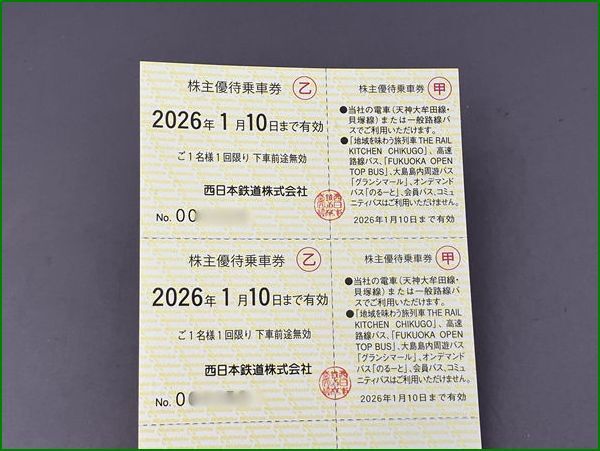 株主優待乗車券 乙
2026年1月10日まで有効
ご1名様1回限り 下車前途無効
西日本鉄道株式会社
No. 00
株主優待乗車券 甲
●当社の電車(天神大牟田線・
貝塚線)または一般路線バ
スでご利用いただけます。
●「地域を味わう旅列車 THE RAIL
KITCHEN CHIKUGO」、高速
路線バス、「FUKUOKA OPEN
TOP BUS」、大島島内周遊バス
「グランシマール」、オンデマンド
バス「のるーと」、会員バス、コミュ
ニティバスはご利用いただけません。
2026年1月10日まで有効
株主優待乗車券 乙
2026年1月10日まで有効
ご1名様1回限り 下車前途無効
西日本鉄道株式会社
No. 0
株主優待乗車券 甲
●当社の電車(天神大牟田線・
貝塚線)または一般路線バ
スでご利用いただけます。
●「地域を味わう旅列車 THE RAIL
KITCHEN CHIKUGO」、高速
路線バス、「FUKUOKA OPEN
TOP BUS」、大島島内周遊バス
「グランシマール」、オンデマンド
バス「のるーと」、会員バス、コミュ
ニティバスはご利用いただけません。
2026年1月10日まで有効